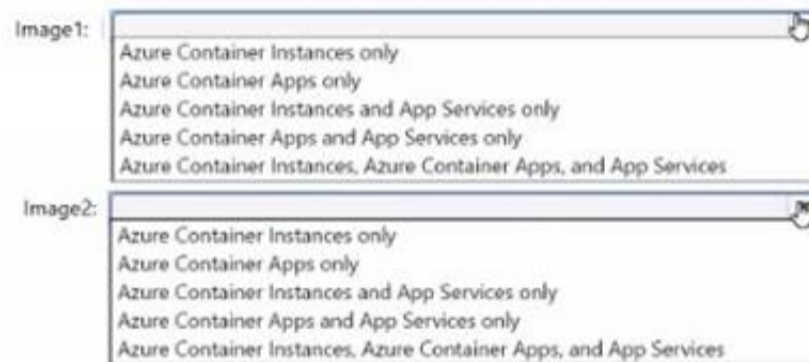 Image1:
Azure Container Instances only
Azure Container Apps only
Azure Container Instances and App Services only
Azure Container Apps and App Services only
Azure Container Instances, Azure Container Apps, and App Services
Image2:
Azure Container Instances only
Azure Container Apps only
Azure Container Instances and App Services only
Azure Container Apps and App Services only
Azure Container Instances, Azure Container Apps, and App Services